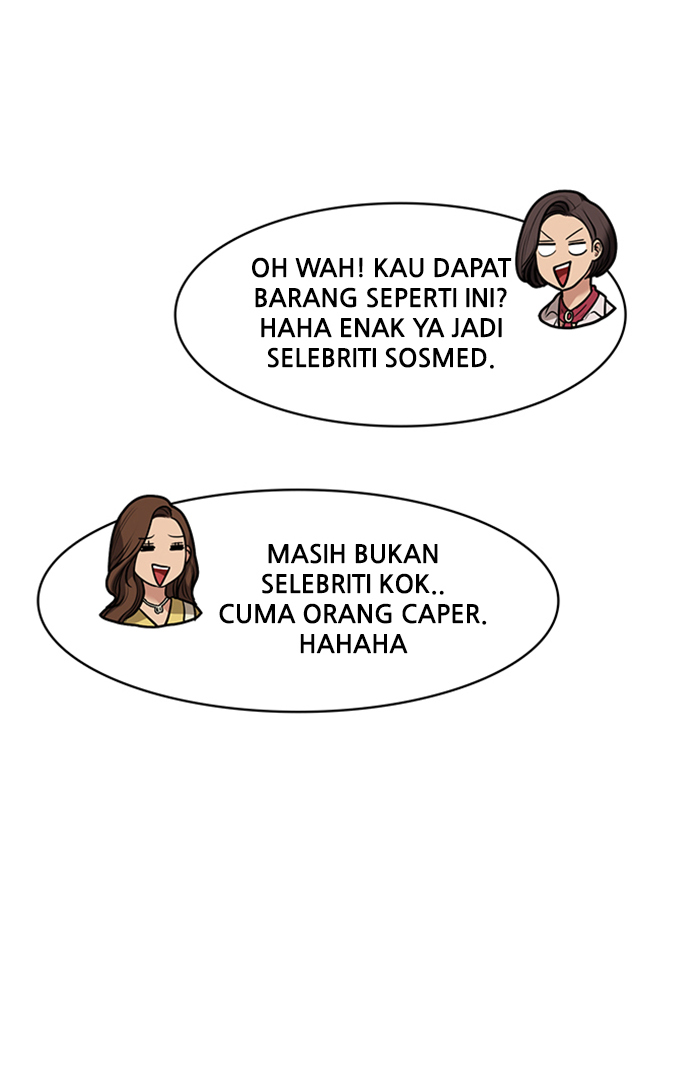 OH WAH! KAU DAPAT
BARANG SEPERTI INI?
HAHA ENAK YA JADI
SELEBRITI SOSMED.
MASIH BUKAN
SELEBRITI KOK..
CUMA ORANG CAPER.
HAHAHA